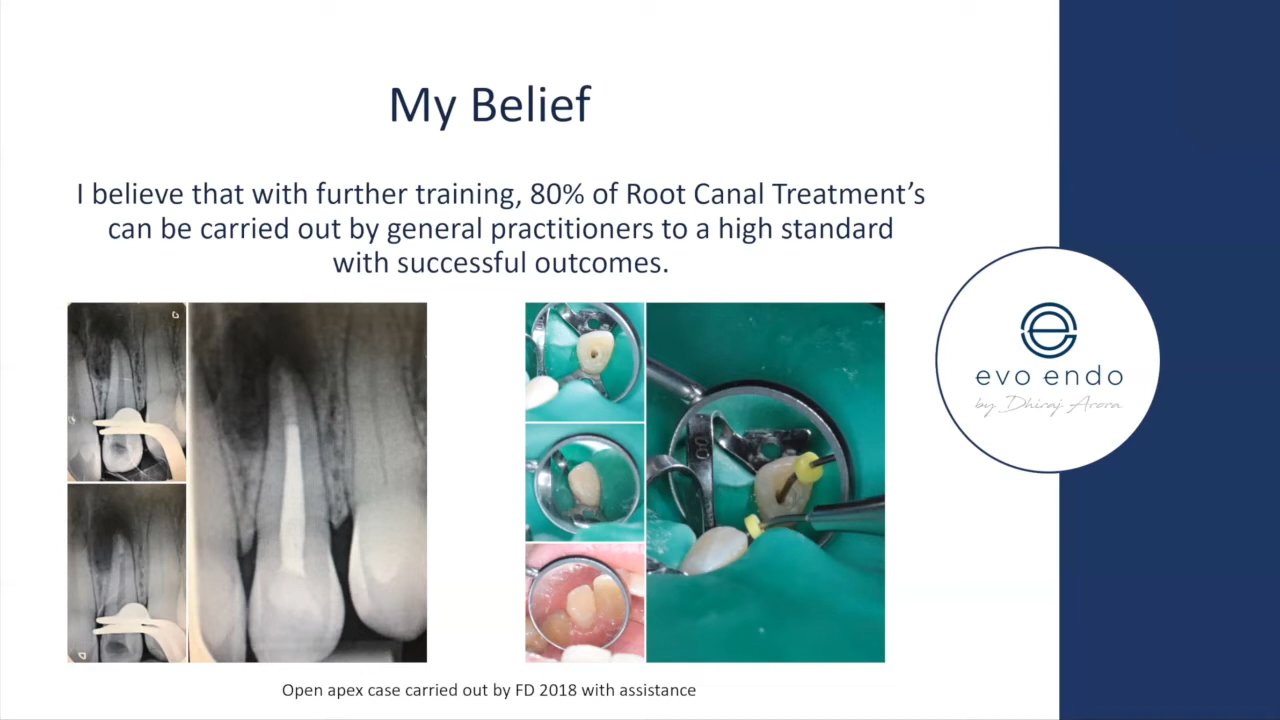 My Belief
I believe that with further training, 80% of Root Canal Treatment’s
can be carried out by general practitioners to a high standard
with successful outcomes.
00
evo endo
by Dhiraj Arora
Open apex case carried out by FD 2018 with assistance